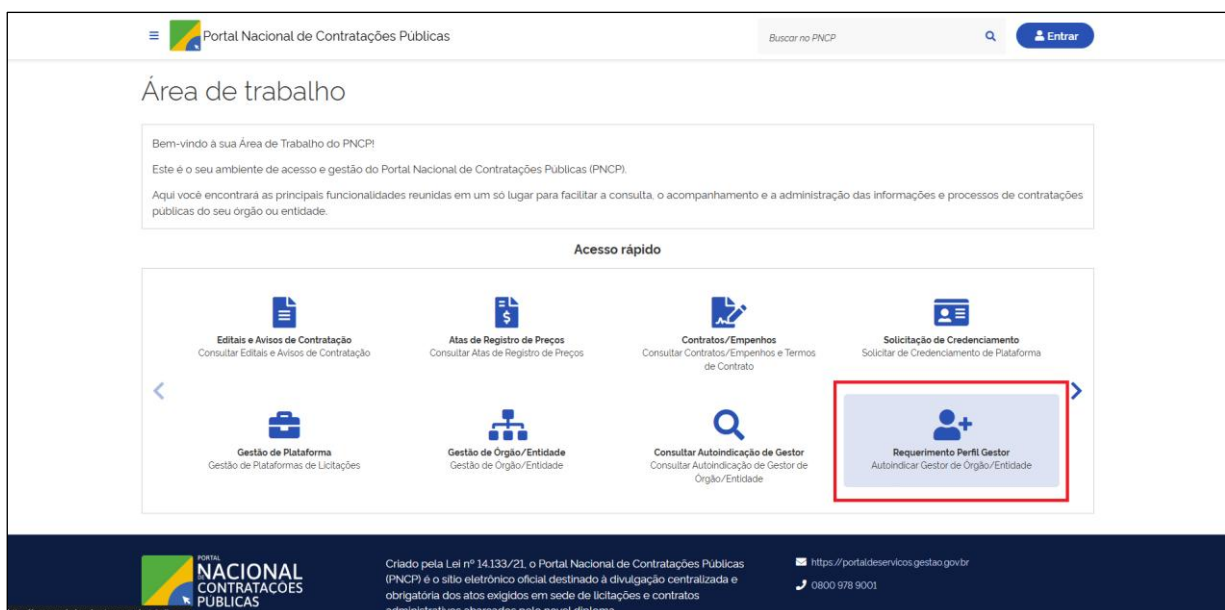 Portal Nacional de Contratações Públicas
Buscar no PNCP
Entrar
Área de trabalho
Bem-vindo à sua Área de Trabalho do PNCP!
Este é o seu ambiente de acesso e gestão do Portal Nacional de Contratações Públicas (PNCP).
Aqui você encontrará as principais funcionalidades reunidas em um só lugar para facilitar a consulta, o acompanhamento e a administração das informações e processos de contratações
públicas do seu órgão ou entidade.
Acesso rápido
Editais e Avisos de Contratação
Consultar Editais e Avisos de Contratação
Atas de Registro de Preços
Consultar Atas de Registro de Preços
Contratos/Empenhos
Consultar Contratos/Empenhos e Termos
de Contrato
Solicitação de Credenciamento
Solicitar de Credenciamento de Plataforma
Gestão de Plataforma
Gestão de Plataformas de Licitações
Gestão de Órgão/Entidade
Gestão de Órgão/Entidade
Consultar Autoindicação de Gestor
Consultar Autoindicação de Gestor de
Órgão/Entidade
Requerimento Perfil Gestor
Autoindicar Gestor de Órgão/Entidade
PORTAL
NACIONAL
DE CONTRATAÇÕES
PÚBLICAS
Criado pela Lei nº 14.133/21, o Portal Nacional de Contratações Públicas
(PNCP) é o sítio eletrônico oficial destinado à divulgação centralizada e
obrigatória dos atos exigidos em sede de licitações e contratos
administrativos abarcados pelo novel diploma.
https://portaldeservicos.gestao.gov.br
0800 978 9001